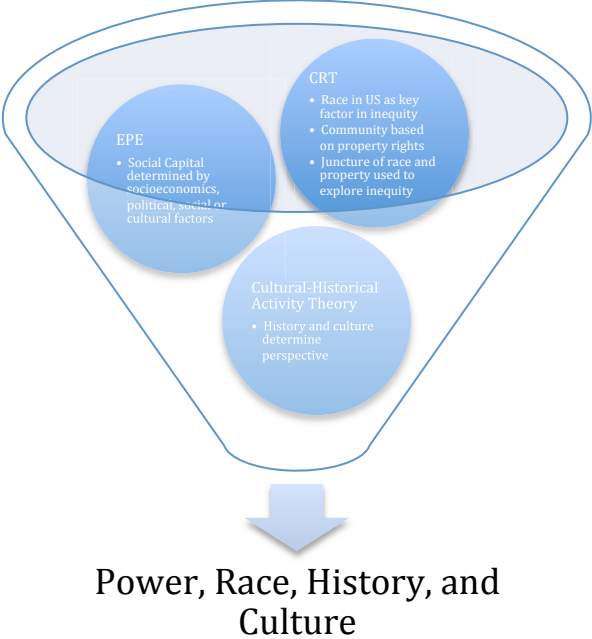 CRT
• Race in US as key
factor in inequity
• Community based
on property rights
• Juncture of race and
property used to
explore inequity
EPE
• Social Capital
determined by
socioeconomics,
political, social or
cultural factors
Cultural-Historical
Activity Theory
• History and culture
determine
perspective
Power, Race, History, and
Culture